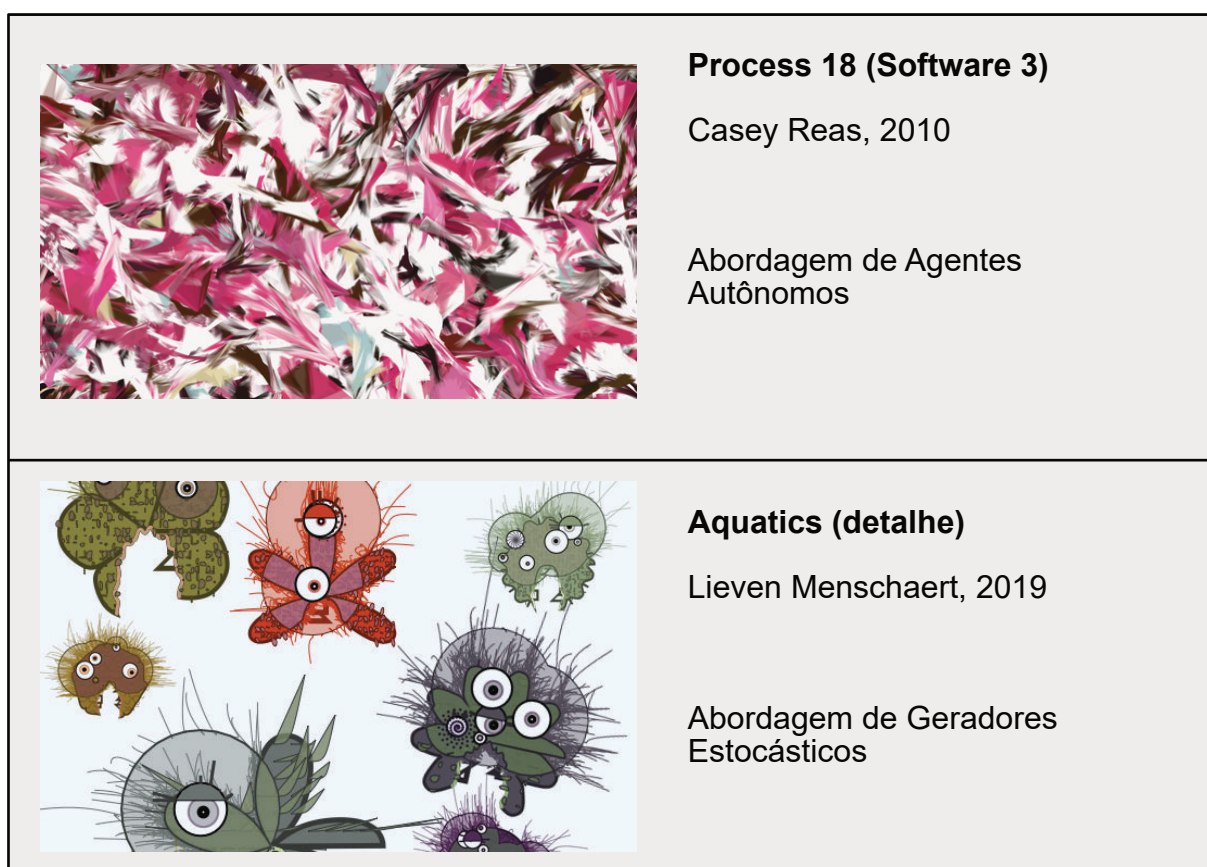 Process 18 (Software 3)
Casey Reas, 2010
Abordagem de Agentes
Autônomos
Aquatics (detalhe)
Lieven Menschaert, 2019
Abordagem de Geradores
Estocásticos